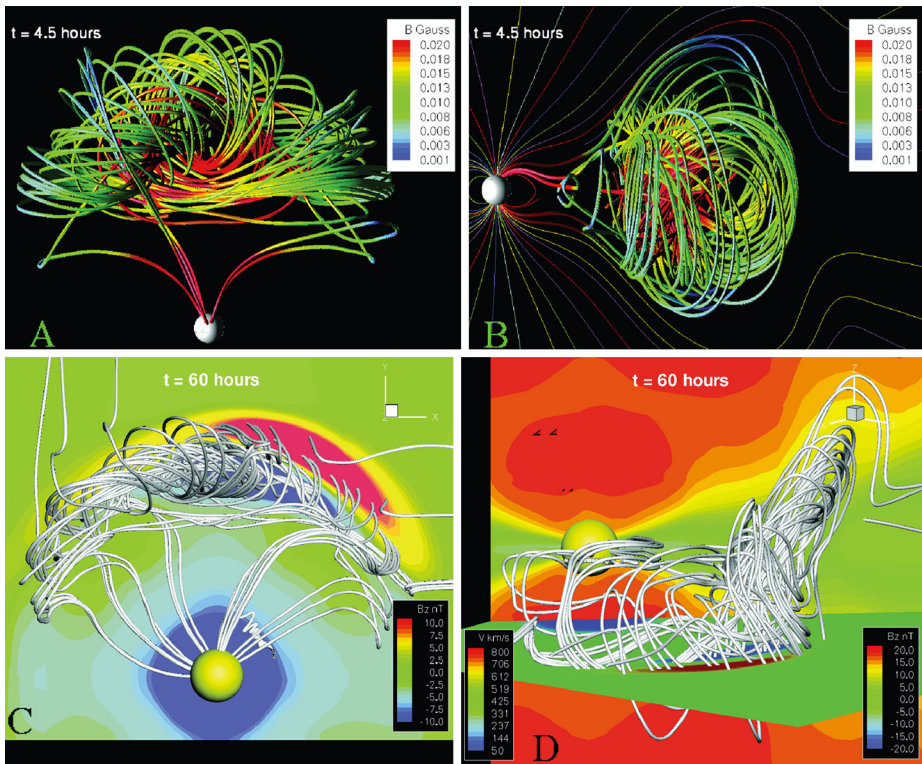 t = 4.5 hours
B Gauss
0.020
0.018
0.016
0.013
0.010
0.008
0.006
0.003
0.001
A
t = 4.5 hours
B Gauss
0.020
0.018
0.016
0.013
0.010
0.008
0.006
0.003
0.001
B
t = 60 hours
Y
Z
X
Bz nT
10.0
7.5
5.0
2.5
0.0
-2.5
-5.0
-7.5
-10.0
C
t = 60 hours
Z
V km/s
800
706
612
519
425
331
237
144
50
Bz nT
20.0
15.0
10.0
5.0
0.0
-5.0
-10.0
-15.0
-20.0
D